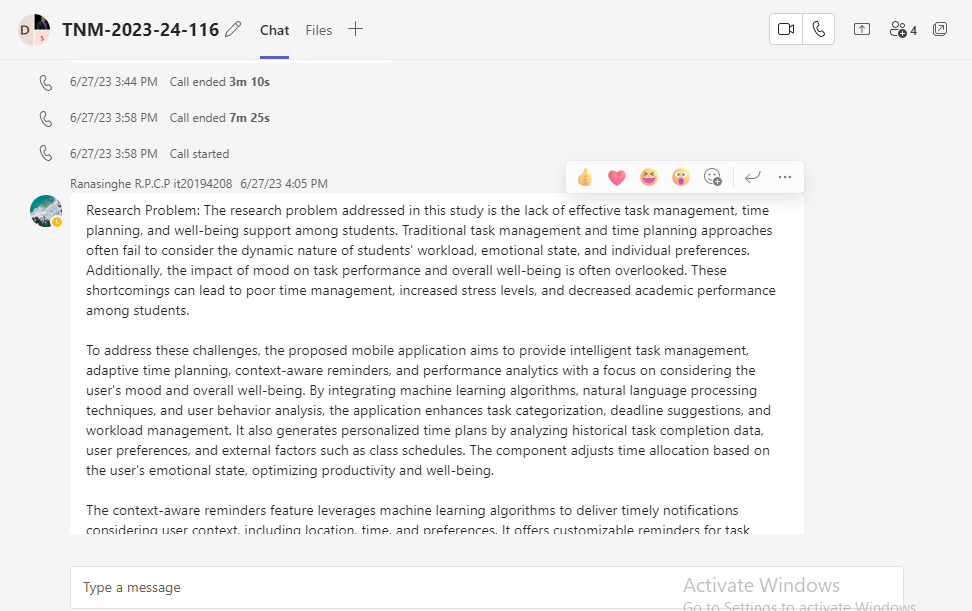 D
s
TNM-2023-24-116 Chat Files
4
6/27/23 3:44 PM Call ended 3m 10s
6/27/23 3:58 PM Call ended 7m 25s
6/27/23 3:58 PM Call started
Ranasinghe R.P.C.P it20194208 6/27/23 4:05 PM
Research Problem: The research problem addressed in this study is the lack of effective task management, time
planning, and well-being support among students. Traditional task management and time planning approaches
often fail to consider the dynamic nature of students' workload, emotional state, and individual preferences.
Additionally, the impact of mood on task performance and overall well-being is often overlooked. These
shortcomings can lead to poor time management, increased stress levels, and decreased academic performance
among students.
To address these challenges, the proposed mobile application aims to provide intelligent task management,
adaptive time planning, context-aware reminders, and performance analytics with a focus on considering the
user's mood and overall well-being. By integrating machine learning algorithms, natural language processing
techniques, and user behavior analysis, the application enhances task categorization, deadline suggestions, and
workload management. It also generates personalized time plans by analyzing historical task completion data,
user preferences, and external factors such as class schedules. The component adjusts time allocation based on
the user's emotional state, optimizing productivity and well-being.
The context-aware reminders feature leverages machine learning algorithms to deliver timely notifications
considering user context, including location, time, and preferences. It offers customizable reminders for task
Type a message
Activate Windows
Go to Settings to activate Windows